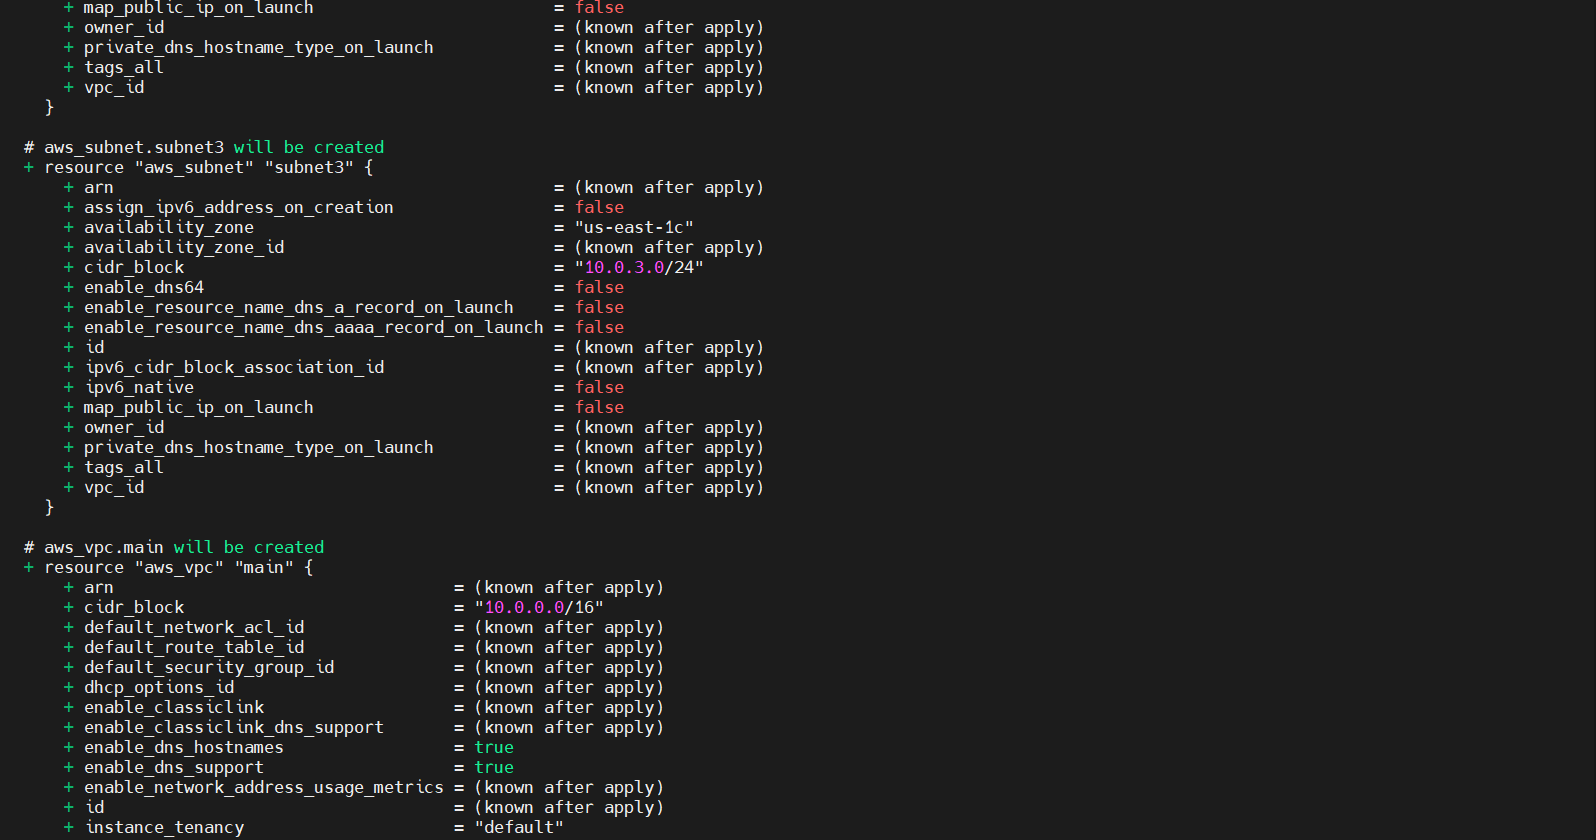 + map_public_ip_on_launch = false
+ owner_id = (known after apply)
+ private_dns_hostname_type_on_launch = (known after apply)
+ tags_all = (known after apply)
+ vpc_id = (known after apply)
}
# aws_subnet.subnet3 will be created
+ resource "aws_subnet" "subnet3" {
+ arn = (known after apply)
+ assign_ipv6_address_on_creation = false
+ availability_zone = "us-east-1c"
+ availability_zone_id = (known after apply)
+ cidr_block = "10.0.3.0/24"
+ enable_dns64 = false
+ enable_resource_name_dns_a_record_on_launch = false
+ enable_resource_name_dns_aaaa_record_on_launch = false
+ id = (known after apply)
+ ipv6_cidr_block_association_id = (known after apply)
+ ipv6_native = false
+ map_public_ip_on_launch = false
+ owner_id = (known after apply)
+ private_dns_hostname_type_on_launch = (known after apply)
+ tags_all = (known after apply)
+ vpc_id = (known after apply)
}
# aws_vpc.main will be created
+ resource "aws_vpc" "main" {
+ arn = (known after apply)
+ cidr_block = "10.0.0.0/16"
+ default_network_acl_id = (known after apply)
+ default_route_table_id = (known after apply)
+ default_security_group_id = (known after apply)
+ dhcp_options_id = (known after apply)
+ enable_classiclink = (known after apply)
+ enable_classiclink_dns_support = (known after apply)
+ enable_dns_hostnames = true
+ enable_dns_support = true
+ enable_network_address_usage_metrics = (known after apply)
+ id = (known after apply)
+ instance_tenancy = "default"